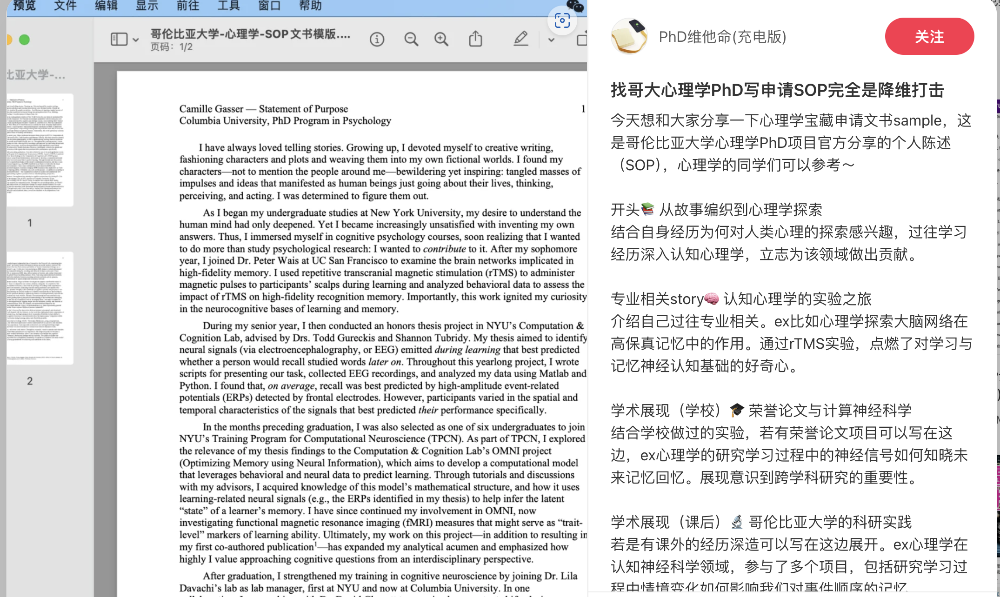 预览 文件 编辑 显示 前往 工具 窗口 帮助
哥伦比亚大学-心理学-SOP文书模版....
页码：1/2
比亚大学-...
1
2
Camille Gasser — Statement of Purpose 1
Columbia University, PhD Program in Psychology
I have always loved telling stories. Growing up, I devoted myself to creative writing,
fashioning characters and plots and weaving them into my own fictional worlds. I found my
characters—not to mention the people around me—bewildering yet inspiring: tangled masses of
impulses and ideas that manifested as human beings just going about their lives, thinking,
perceiving, and acting. I was determined to figure them out.
As I began my undergraduate studies at New York University, my desire to understand the
human mind had only deepened. Yet I became increasingly unsatisfied with inventing my own
answers. Thus, I immersed myself in cognitive psychology courses, soon realizing that I wanted
to do more than study psychological research: I wanted to contribute to it. After my sophomore
year, I joined Dr. Peter Wais at UC San Francisco to examine the brain networks implicated in
high-fidelity memory. I used repetitive transcranial magnetic stimulation (rTMS) to administer
magnetic pulses to participants’ scalps during learning and analyzed behavioral data to assess the
impact of rTMS on high-fidelity recognition memory. Importantly, this work ignited my curiosity
in the neurocognitive bases of learning and memory.
During my senior year, I then conducted an honors thesis project in NYU’s Computation &
Cognition Lab, advised by Drs. Todd Gureckis and Shannon Tubridy. My thesis aimed to identify
neural signals (via electroencephalography, or EEG) emitted during learning that best predicted
whether a person would recall studied words later on. Throughout this yearlong project, I wrote
scripts for presenting our task, collected EEG recordings, and analyzed my data using Matlab and
Python. I found that, on average, recall was best predicted by high-amplitude event-related
potentials (ERPs) detected by frontal electrodes. However, participants varied in the spatial and
temporal characteristics of the signals that best predicted their performance specifically.
In the months preceding graduation, I was also selected as one of six undergraduates to join
NYU’s Training Program for Computational Neuroscience (TPCN). As part of TPCN, I explored
the relevance of my thesis findings to the Computation & Cognition Lab’s OMNI project
(Optimizing Memory using Neural Information), which aims to develop a computational model
that leverages behavioral and neural data to predict learning. Through tutorials and discussions
with my advisors, I acquired knowledge of this model’s mathematical structure, and how it uses
learning-related neural signals (e.g., the ERPs identified in my thesis) to help infer the latent
“state” of a learner’s memory. I have since continued my involvement in OMNI, now
investigating functional magnetic resonance imaging (fMRI) measures that might serve as “trait-
level” markers of learning ability. Ultimately, my work on this project—in addition to resulting in
my first co-authored publication1—has expanded my analytical acumen and emphasized how
highly I value approaching cognitive questions from an interdisciplinary perspective.
After graduation, I strengthened my training in cognitive neuroscience by joining Dr. Lila
Davachi’s lab as lab manager, first at NYU and now at Columbia University. In one
PhD维他命(充电版)
关注
找哥大心理学PhD写申请SOP完全是降维打击
今天想和大家分享一下心理学宝藏申请文书sample，这
是哥伦比亚大学心理学PhD项目官方分享的个人陈述
（SOP），心理学的同学们可以参考～
开头📚 从故事编织到心理学探索
结合自身经历为何对人类心理的探索感兴趣，过往学习
经历深入认知心理学，立志为该领域做出贡献。
专业相关story🧠 认知心理学的实验之旅
介绍自己过往专业相关。ex比如心理学探索大脑网络在
高保真记忆中的作用。通过rTMS实验，点燃了对学习与
记忆神经认知基础的好奇心。
学术展现（学校）🎓 荣誉论文与计算神经科学
结合学校做过的实验，若有荣誉论文项目可以写在这
边，ex心理学的研究学习过程中的神经信号如何知晓未
来记忆回忆。展现意识到跨学科研究的重要性。
学术展现（课后）🔬 哥伦比亚大学的科研实践
若是有课外的经历深造可以写在这边展开。ex心理学在
认知神经科学领域，参与了多个项目，包括研究学习过
程中情境变化如何影响我们对事件顺序的记忆